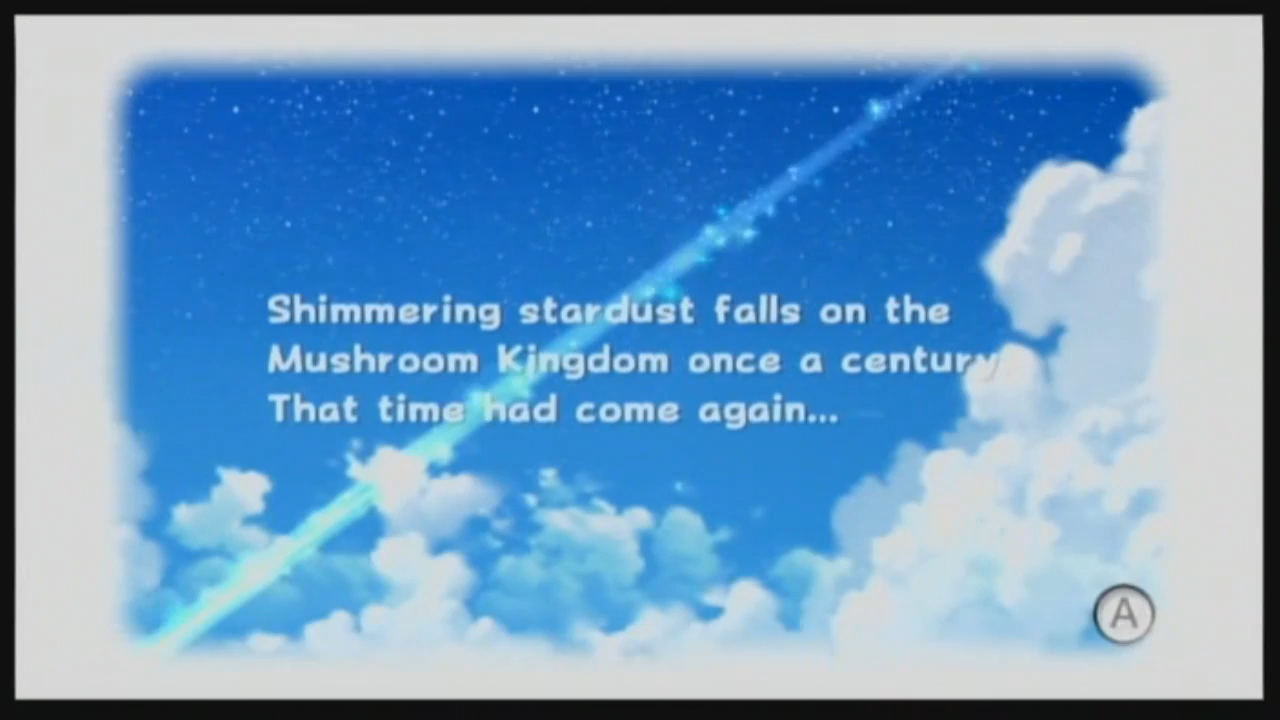 Shimmering stardust falls on the
Mushroom Kingdom once a century
That time had come again...
A